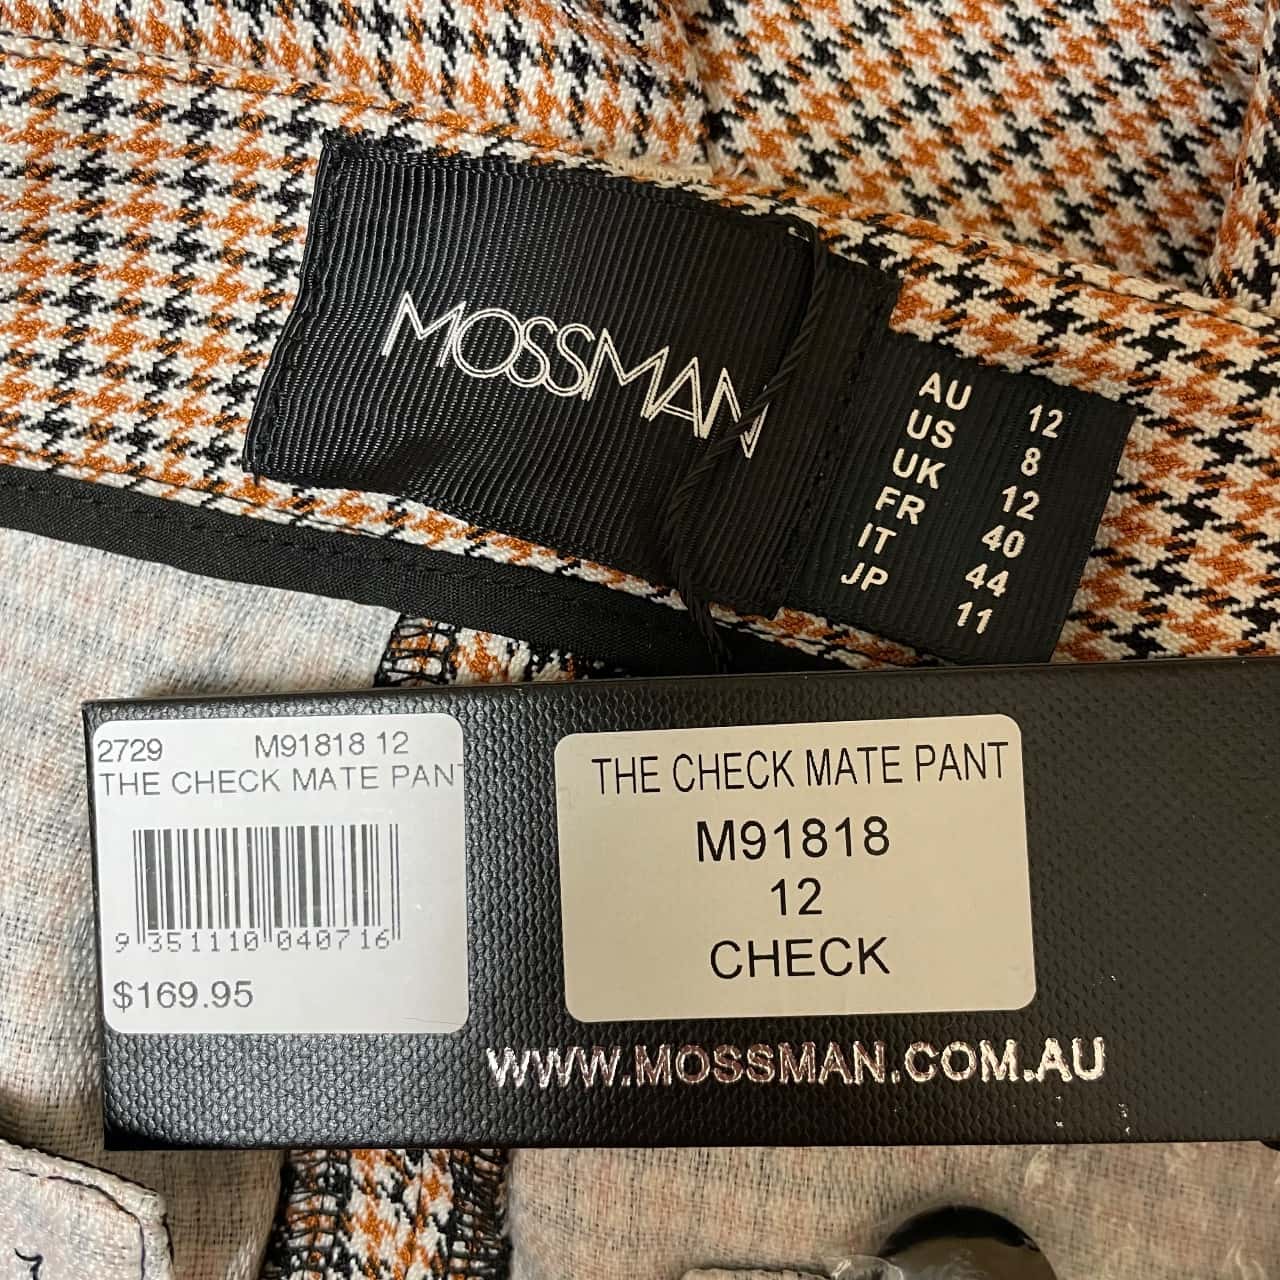 MOSSMAN
AU 12
US 8
UK 12
FR 40
IT 44
JP 11
2729 M91818 12
THE CHECK MATE PANT
9 351110 040716
$169.95
THE CHECK MATE PANT
M91818
12
CHECK
WWW.MOSSMAN.COM.AU